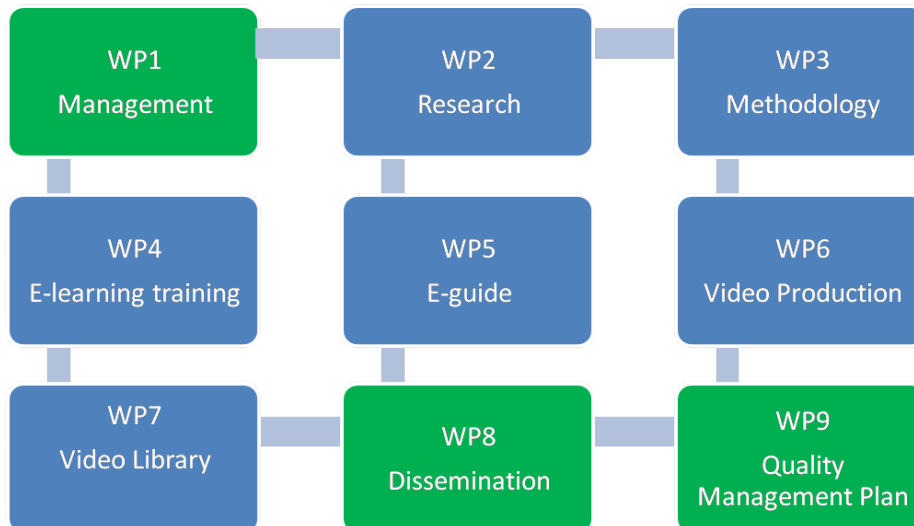 WP1
Management
WP2
Research
WP3
Methodology
WP4
E-learning training
WP5
E-guide
WP6
Video Production
WP7
Video Library
WP8
Dissemination
WP9
Quality
Management Plan